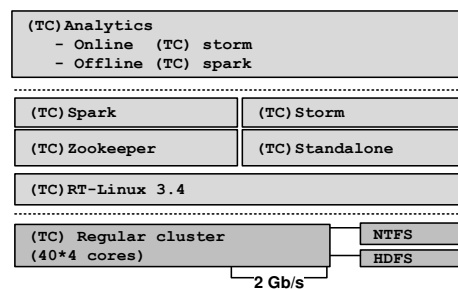 (TC)Analytics
- Online (TC) storm
- Offline (TC) spark
(TC)Spark
(TC)Storm
(TC)Zookeeper
(TC)Standalone
(TC)RT-Linux 3.4
(TC) Regular cluster
(40*4 cores)
NTFS
HDFS
2 Gb/s